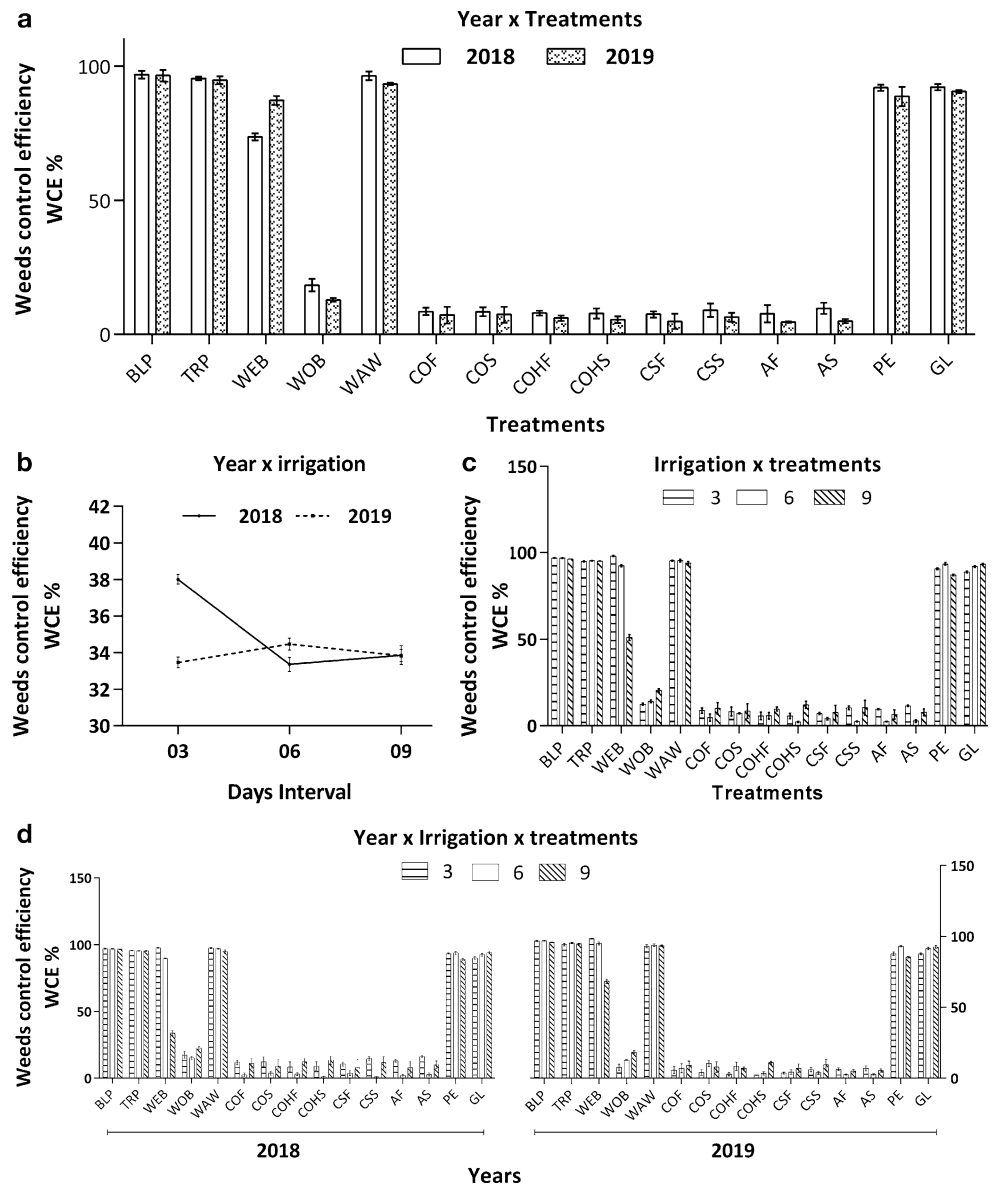 a
Year x Treatments
2018 2019
Weeds control efficiency
WCE %
100
50
0
BLP TRP WEB WOB WAW COF COS COHF COHS CSF CSS AF AS PE GL
Treatments
b
Year x irrigation
2018 2019
Weeds control efficiency
WCE %
42
40
38
36
34
32
30
03 06 09
Days Interval
c
Irrigation x treatments
3 6 9
Weeds control efficiency
WCE %
150
100
50
0
BLP TRP WEB WOB WAW COF COS COHF COHS CSF CSS AF AS PE GL
Treatments
d
Year x Irrigation x treatments
3 6 9
Weeds control efficiency
WCE %
150
100
50
0
BLP TRP WEB WOB WAW COF COS COHF COHS CSF CSS AF AS PE GL
2018
150
100
50
0
BLP TRP WEB WOB WAW COF COS COHF COHS CSF CSS AF AS PE GL
2019
Years